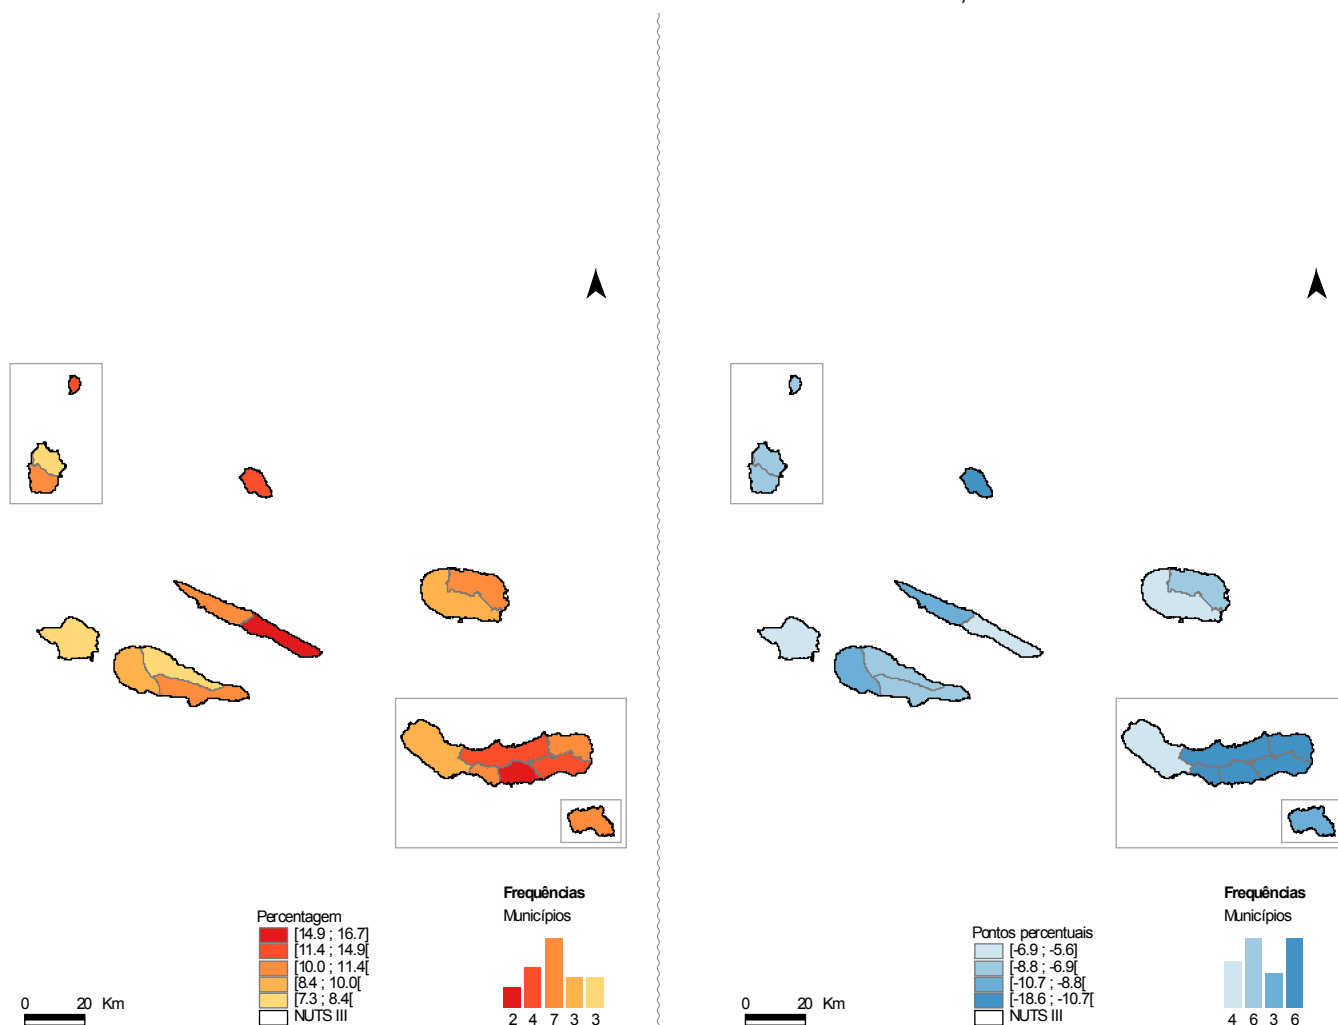 Percentagem
[14.9 ; 16.7]
[11.4 ; 14.9[
[10.0 ; 11.4[
[8.4 ; 10.0[
[7.3 ; 8.4[
NUTS III
Frequências
Municípios
2 4 7 3 3
0 20 Km
Pontos percentuais
[-6.9 ; -5.6]
[-8.8 ; -6.9[
[-10.7 ; -8.8[
[-18.6 ; -10.7[
NUTS III
Frequências
Municípios
4 6 3 6
0 20 Km